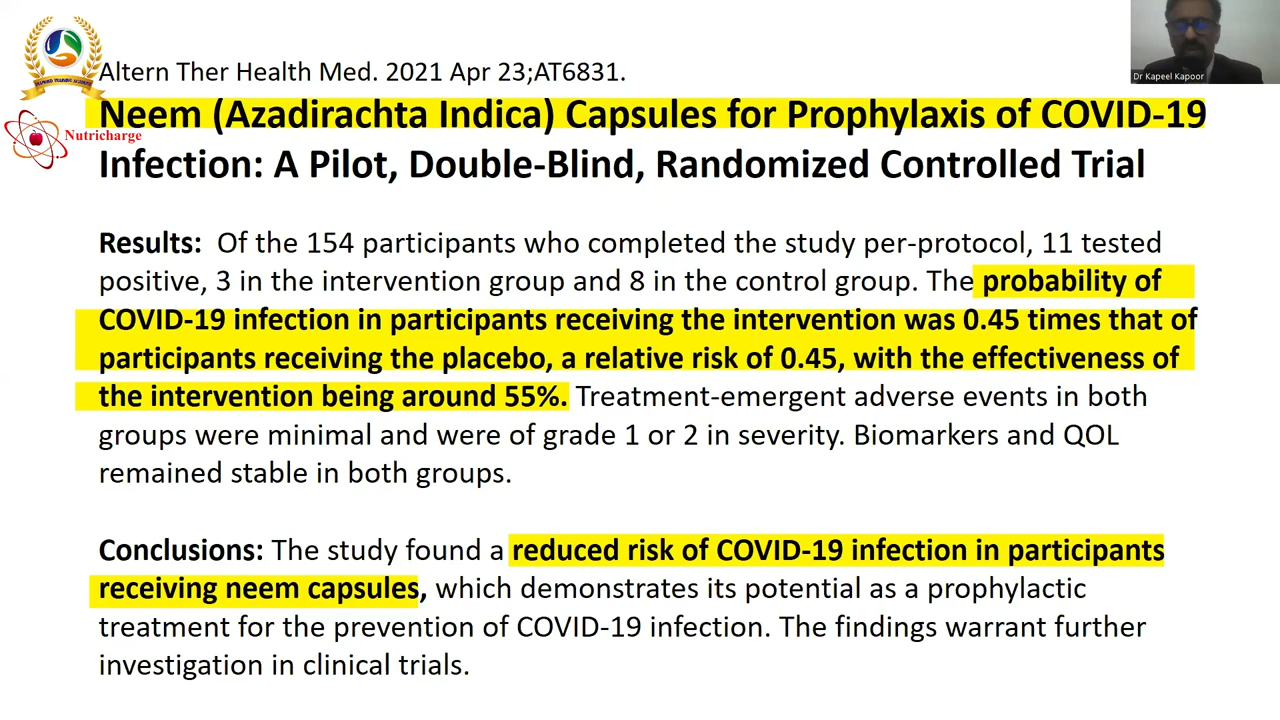 Altern Ther Health Med. 2021 Apr 23;AT6831.
Neem (Azadirachta Indica) Capsules for Prophylaxis of COVID-19
Infection: A Pilot, Double-Blind, Randomized Controlled Trial
Nutricharge
Dr Kapeel Kapoor
Results: Of the 154 participants who completed the study per-protocol, 11 tested
positive, 3 in the intervention group and 8 in the control group. The probability of
COVID-19 infection in participants receiving the intervention was 0.45 times that of
participants receiving the placebo, a relative risk of 0.45, with the effectiveness of
the intervention being around 55%. Treatment-emergent adverse events in both
groups were minimal and were of grade 1 or 2 in severity. Biomarkers and QOL
remained stable in both groups.
Conclusions: The study found a reduced risk of COVID-19 infection in participants
receiving neem capsules, which demonstrates its potential as a prophylactic
treatment for the prevention of COVID-19 infection. The findings warrant further
investigation in clinical trials.